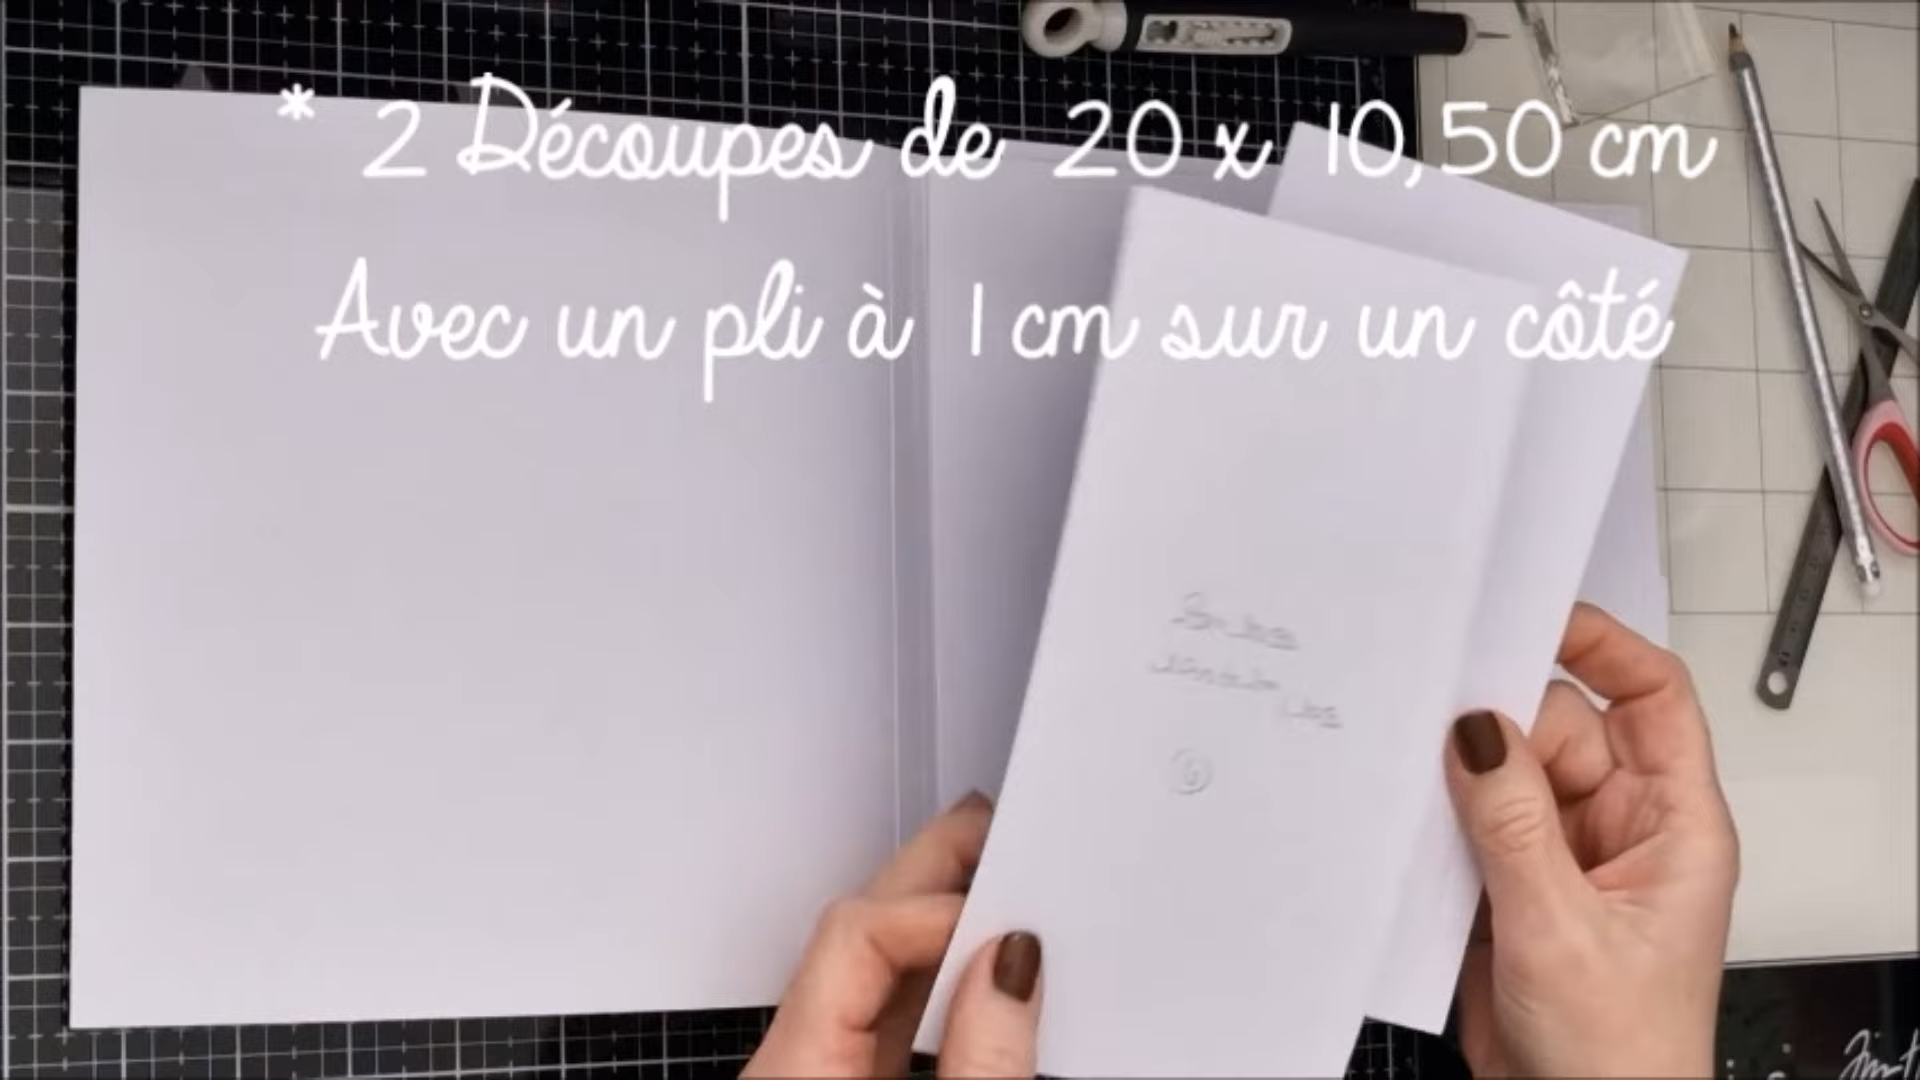 * 2 Découpes de 20 x 10,50 cm
Avec un pli à 1 cm sur un côté